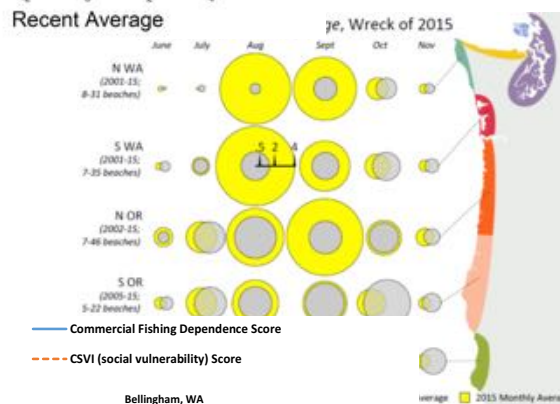 Recent Average
ge, Wreck of 2015
June July Aug Sept Oct Nov
N WA
(2001-15;
8-31 beaches)
S WA
(2001-15;
7-35 beaches)
.5 2 4
N OR
(2002-15;
7-46 beaches)
S OR
(2005-15;
5-22 beaches)
Commercial Fishing Dependence Score
CSVI (social vulnerability) Score
Bellingham, WA
verage 2015 Monthly Avera